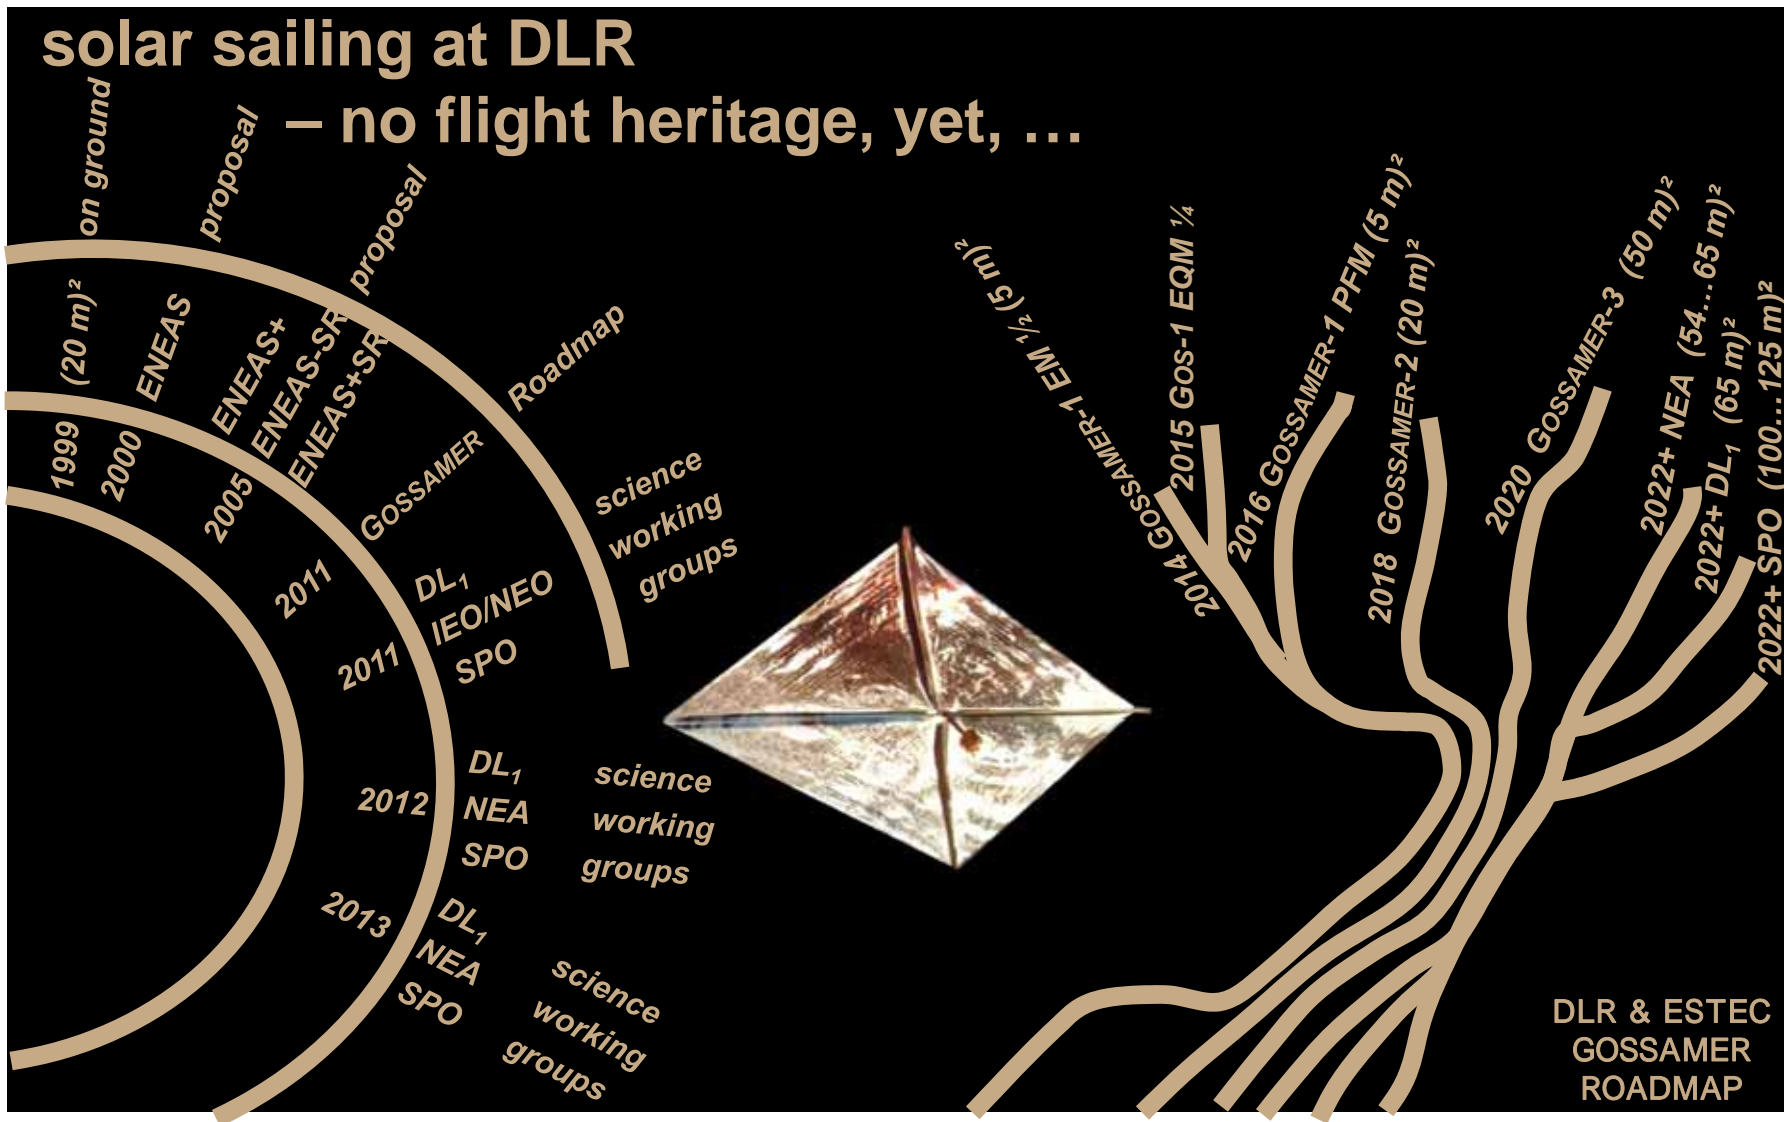 solar sailing at DLR
– no flight heritage, yet, …
on ground
proposal
proposal
Roadmap
science
working
groups
(20 m)²
ENEAS
ENEAS+
ENEAS-SR
ENEAS+SR
GOSSAMER
DL₁
IEO/NEO
SPO
1999
2000
2005
2011
2011
2012
DL₁
NEA
SPO
science
working
groups
2013
DL₁
NEA
SPO
science
working
groups
2014 GOSSAMER-1 EM ½ (5 m)²
2015 GOS-1 EQM ¼
2016 GOSSAMER-1 PFM (5 m)²
2018 GOSSAMER-2 (20 m)²
2020 GOSSAMER-3 (50 m)²
2022+ NEA (54…65 m)²
2022+ DL₁ (65 m)²
2022+ SPO (100…125 m)²
DLR & ESTEC
GOSSAMER
ROADMAP